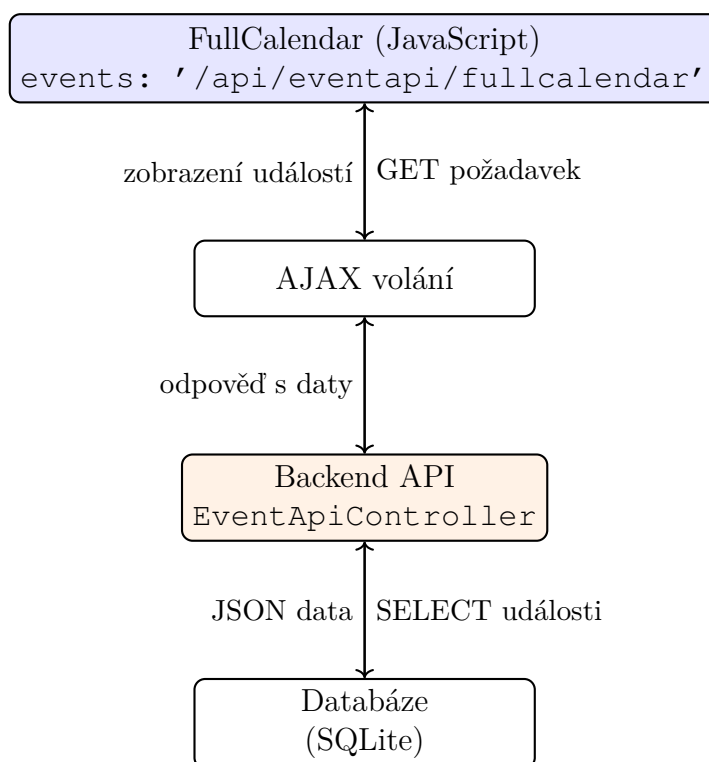 FullCalendar (JavaScript)
events: '/api/eventapi/fullcalendar'
zobrazení událostí
GET požadavek
AJAX volání
odpověď s daty
Backend API
EventApiController
JSON data
SELECT události
Databáze
(SQLite)